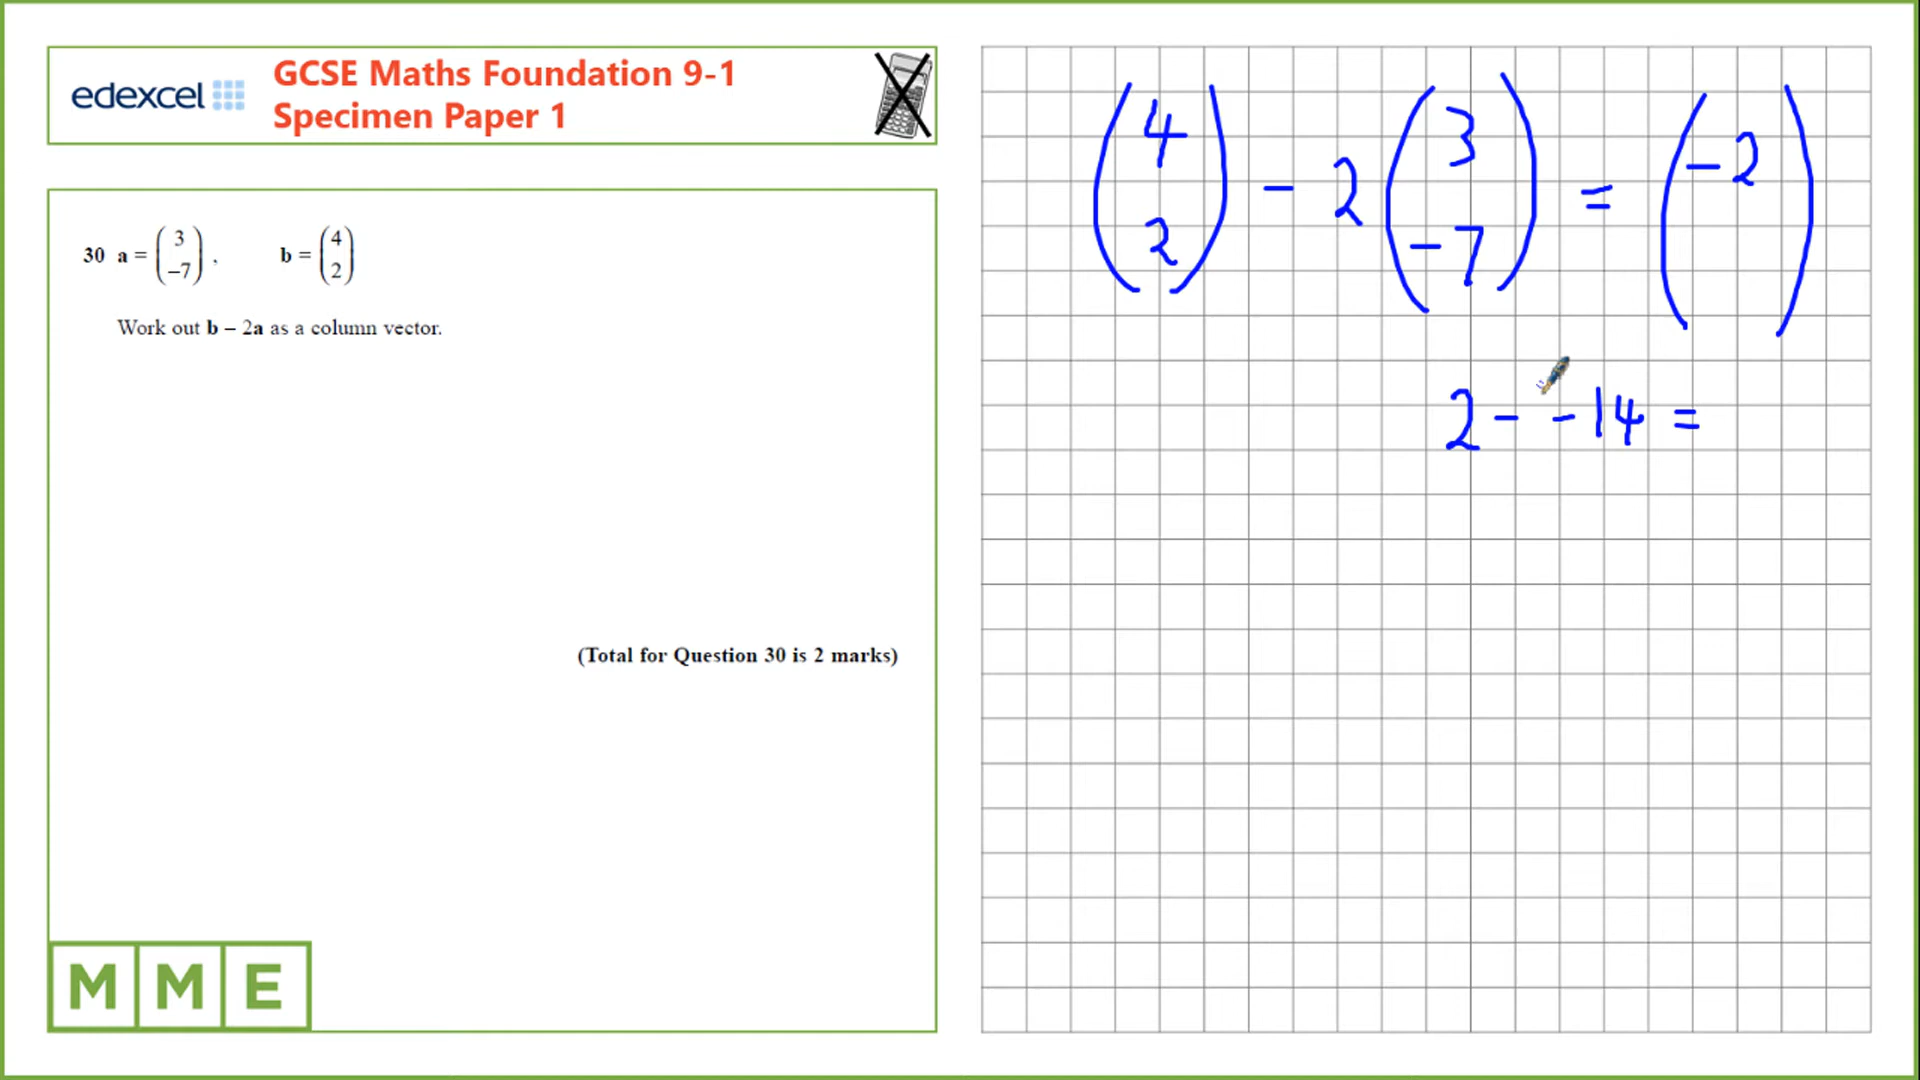 edexcel
GCSE Maths Foundation 9-1
Specimen Paper 1
30 a = (3 −7), b = (4 2)
Work out b – 2a as a column vector.
(Total for Question 30 is 2 marks)
MME
(4 2) − 2 (3 −7) = (−2 )
2 − −14 =